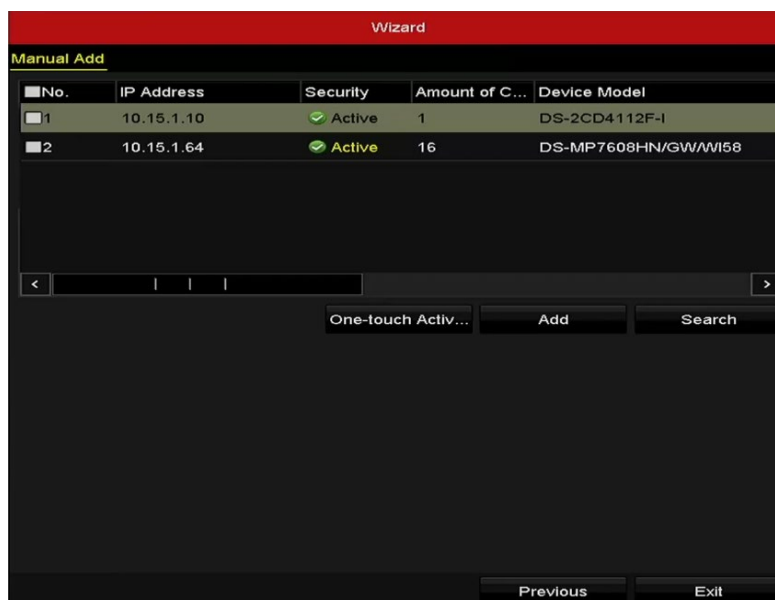 Wizard
Manual Add
No. IP Address Security Amount of C... Device Model
1 10.15.1.10 Active 1 DS-2CD4112F-I
2 10.15.1.64 Active 16 DS-MP7608HN/GW/WI58
< >
One-touch Activ... Add Search
Previous Exit